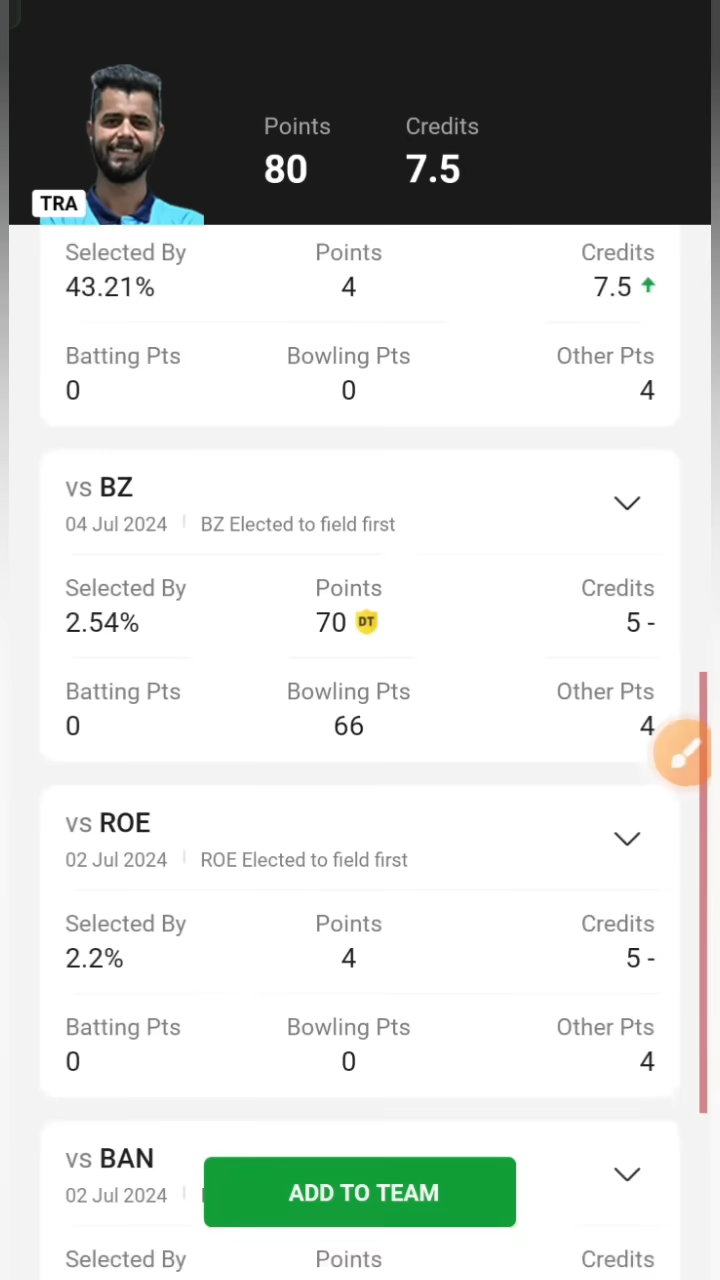 Points Credits
80 7.5
TRA
Selected By Points Credits
43.21% 4 7.5
Batting Pts Bowling Pts Other Pts
0 0 4
vs BZ
04 Jul 2024 BZ Elected to field first
Selected By Points Credits
2.54% 70 DT 5 -
Batting Pts Bowling Pts Other Pts
0 66 4
vs ROE
02 Jul 2024 ROE Elected to field first
Selected By Points Credits
2.2% 4 5 -
Batting Pts Bowling Pts Other Pts
0 0 4
vs BAN
02 Jul 2024
ADD TO TEAM
Selected By Points Credits